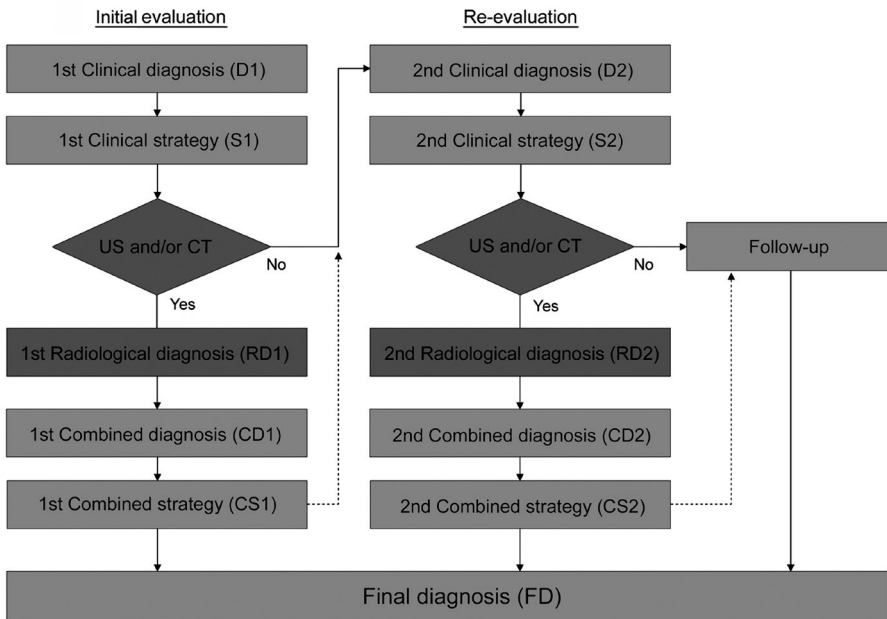 Initial evaluation
1st Clinical diagnosis (D1)
1st Clinical strategy (S1)
US and/or CT
No
Yes
1st Radiological diagnosis (RD1)
1st Combined diagnosis (CD1)
1st Combined strategy (CS1)
Re-evaluation
2nd Clinical diagnosis (D2)
2nd Clinical strategy (S2)
US and/or CT
No
Yes
2nd Radiological diagnosis (RD2)
2nd Combined diagnosis (CD2)
2nd Combined strategy (CS2)
Follow-up
Final diagnosis (FD)